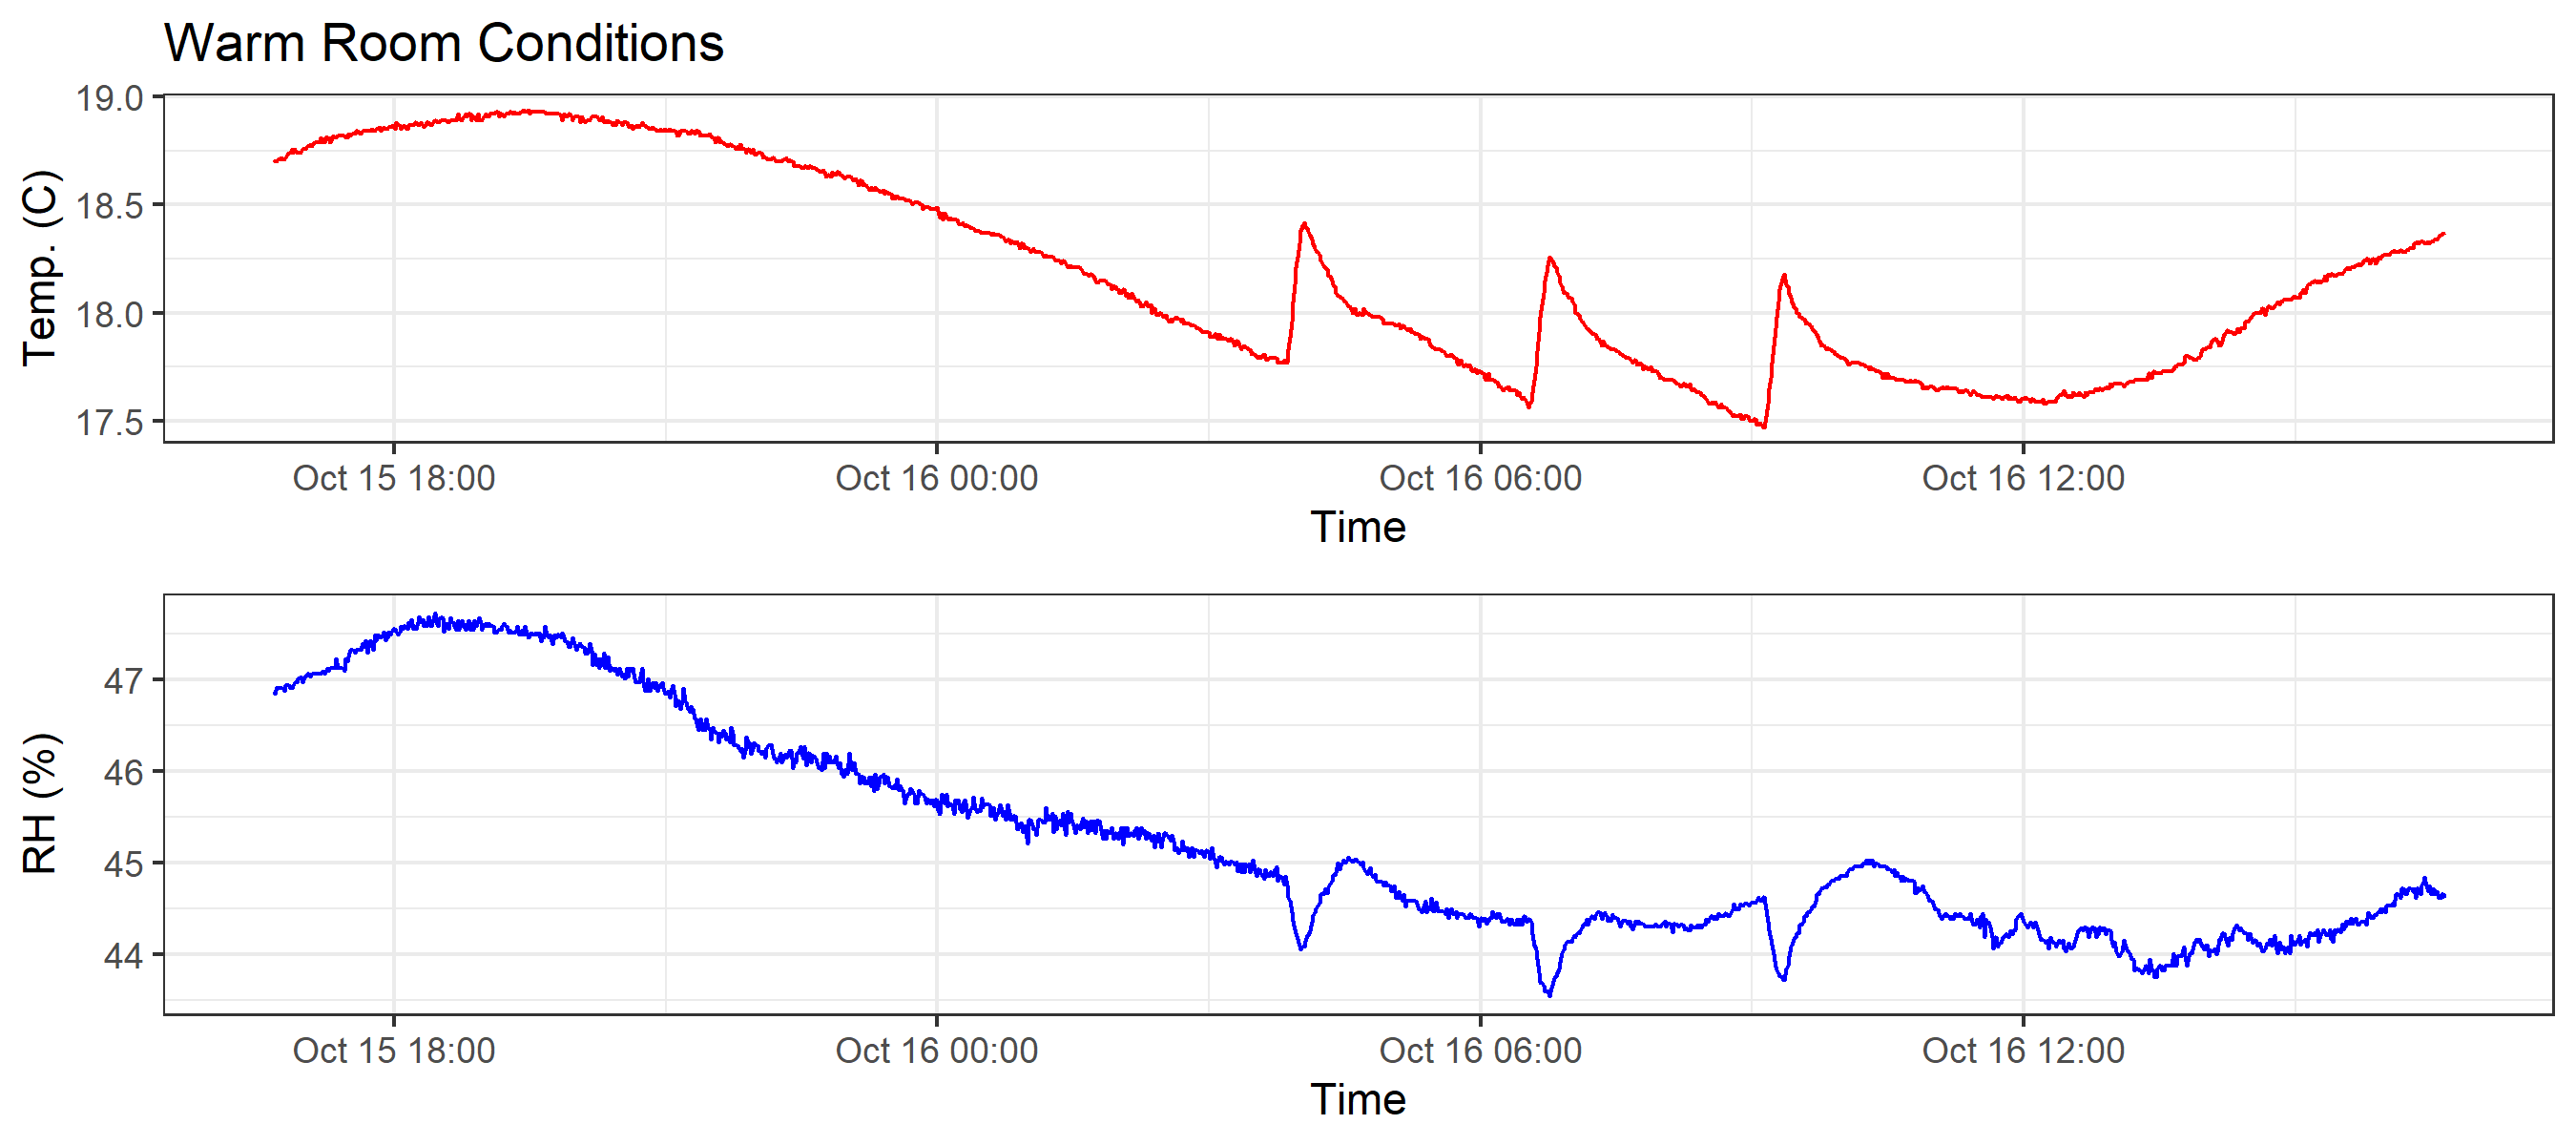 Warm Room Conditions
19.0
18.5
18.0
17.5
Temp. (C)
Oct 15 18:00 Oct 16 00:00 Oct 16 06:00 Oct 16 12:00
Time
47
46
45
44
RH (%)
Oct 15 18:00 Oct 16 00:00 Oct 16 06:00 Oct 16 12:00
Time